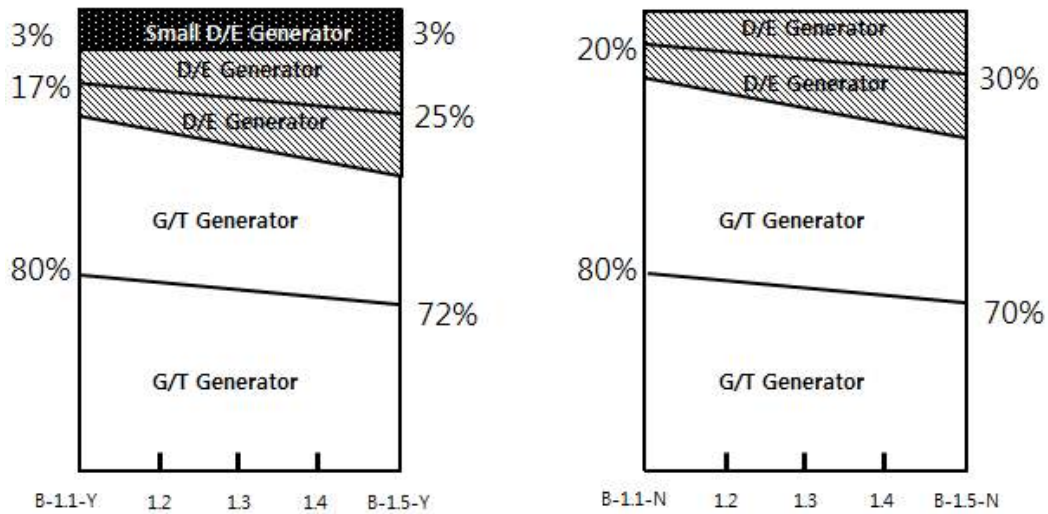 3%
Small D/E Generator
3%
D/E Generator
17%
D/E Generator
25%
G/T Generator
80%
72%
G/T Generator
B-1.1-Y 1.2 1.3 1.4 B-1.5-Y
D/E Generator
20%
D/E Generator
30%
G/T Generator
80%
70%
G/T Generator
B-1.1-N 1.2 1.3 1.4 B-1.5-N